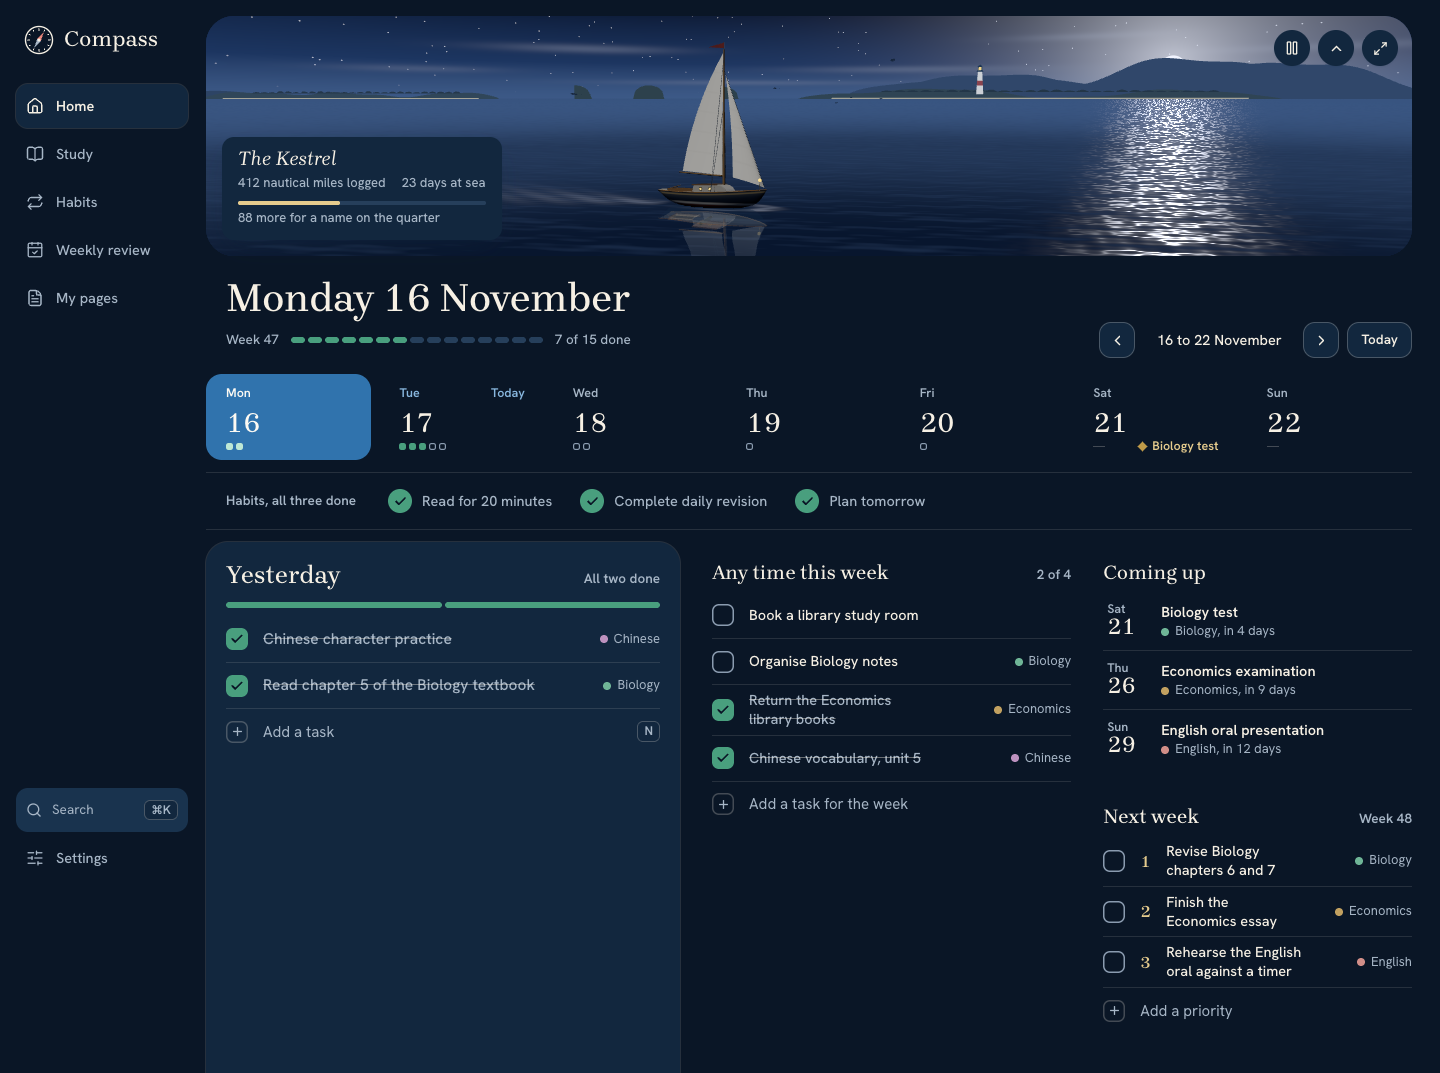 Compass
Home
Study
Habits
Weekly review
My pages
Search ⌘K
Settings
The Kestrel
412 nautical miles logged 23 days at sea
88 more for a name on the quarter
Monday 16 November
Week 47 7 of 15 done
16 to 22 November Today
Mon Tue Today Wed Thu Fri Sat Sun
16 17 18 19 20 21 22
Biology test
Habits, all three done Read for 20 minutes Complete daily revision Plan tomorrow
Yesterday All two done
Chinese character practice Chinese
Read chapter 5 of the Biology textbook Biology
Add a task N
Any time this week 2 of 4
Book a library study room
Organise Biology notes Biology
Return the Economics
library books Economics
Chinese vocabulary, unit 5 Chinese
Add a task for the week
Coming up
Sat
21 Biology test
Biology, in 4 days
Thu
26 Economics examination
Economics, in 9 days
Sun
29 English oral presentation
English, in 12 days
Next week Week 48
1 Revise Biology
chapters 6 and 7 Biology
2 Finish the
Economics essay Economics
3 Rehearse the English
oral against a timer English
Add a priority